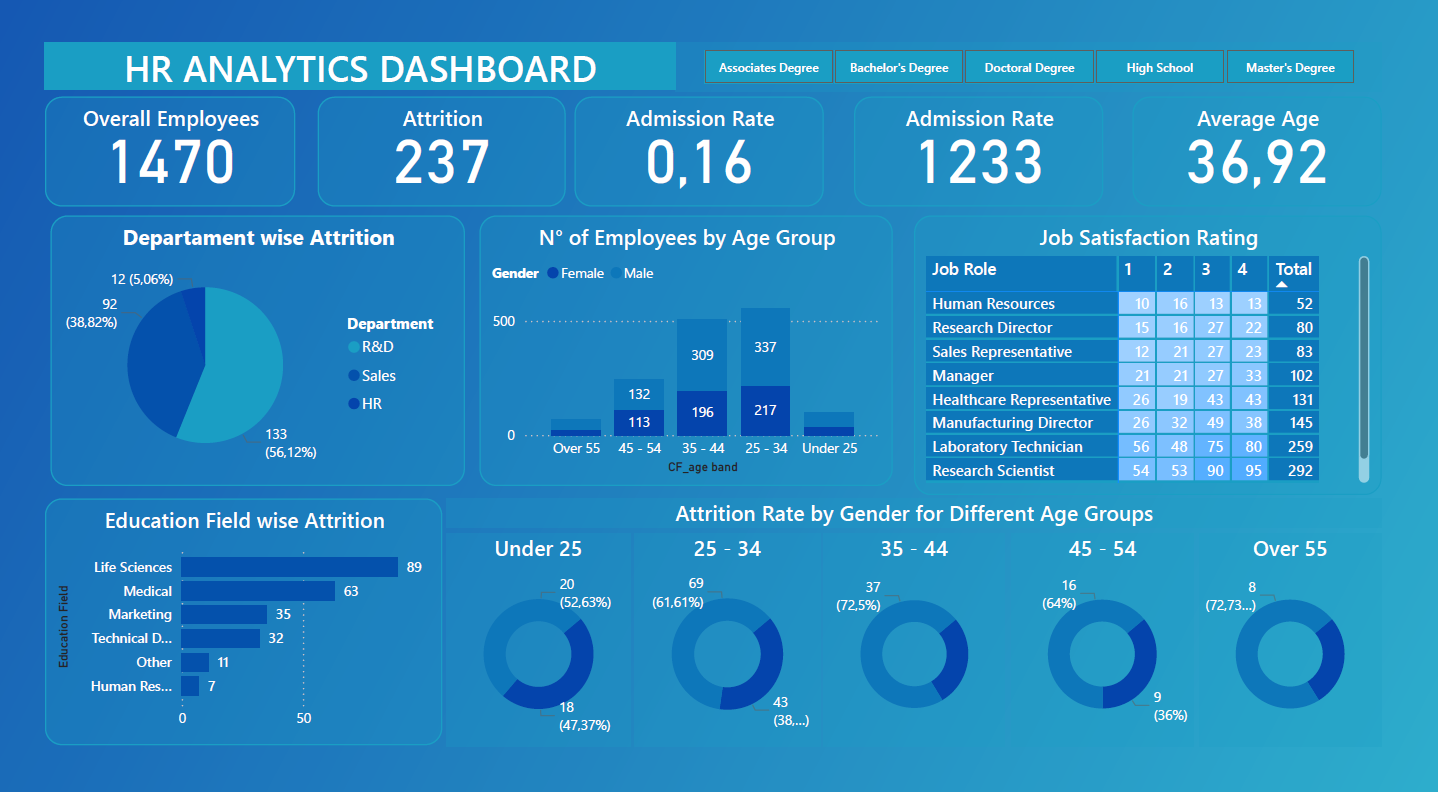 HR ANALYTICS DASHBOARD
Associates Degree
Bachelor's Degree
Doctoral Degree
High School
Master's Degree
Overall Employees
1470
Attrition
237
Admission Rate
0,16
Admission Rate
1233
Average Age
36,92
Departament wise Attrition
12 (5,06%)
92
(38,82%)
133
(56,12%)
Department
R&D
Sales
HR
N° of Employees by Age Group
Gender Female Male
500
0
132
113
309
196
337
217
Over 55 45 - 54 35 - 44 25 - 34 Under 25
CF_age band
Job Satisfaction Rating
Job Role 1 2 3 4 Total
Human Resources 10 16 13 13 52
Research Director 15 16 27 22 80
Sales Representative 12 21 27 23 83
Manager 21 21 27 33 102
Healthcare Representative 26 19 43 43 131
Manufacturing Director 26 32 49 38 145
Laboratory Technician 56 48 75 80 259
Research Scientist 54 53 90 95 292
Education Field wise Attrition
Education Field
Life Sciences 89
Medical 63
Marketing 35
Technical D... 32
Other 11
Human Res... 7
0 50
Attrition Rate by Gender for Different Age Groups
Under 25
20
(52,63%)
18
(47,37%)
25 - 34
69
(61,61%)
43
(38,...)
35 - 44
37
(72,5%)
45 - 54
16
(64%)
9
(36%)
Over 55
8
(72,73...)